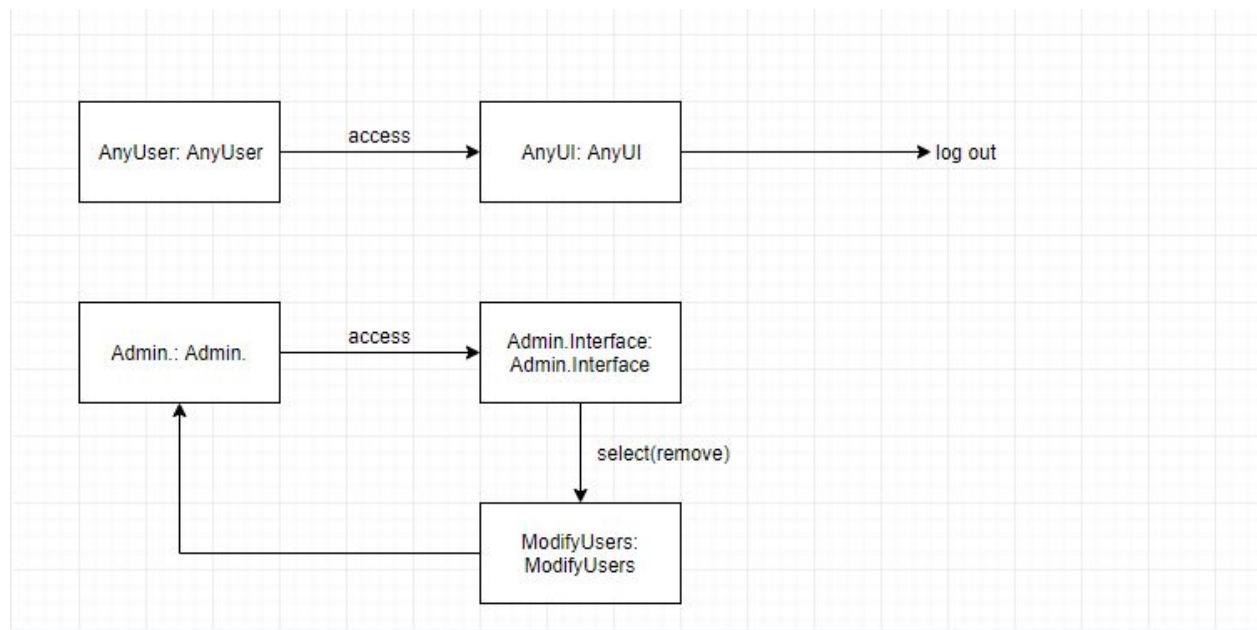 access
AnyUser: AnyUser
AnyUI: AnyUI
log out
access
Admin.: Admin.
Admin.Interface:
Admin.Interface
select(remove)
ModifyUsers:
ModifyUsers